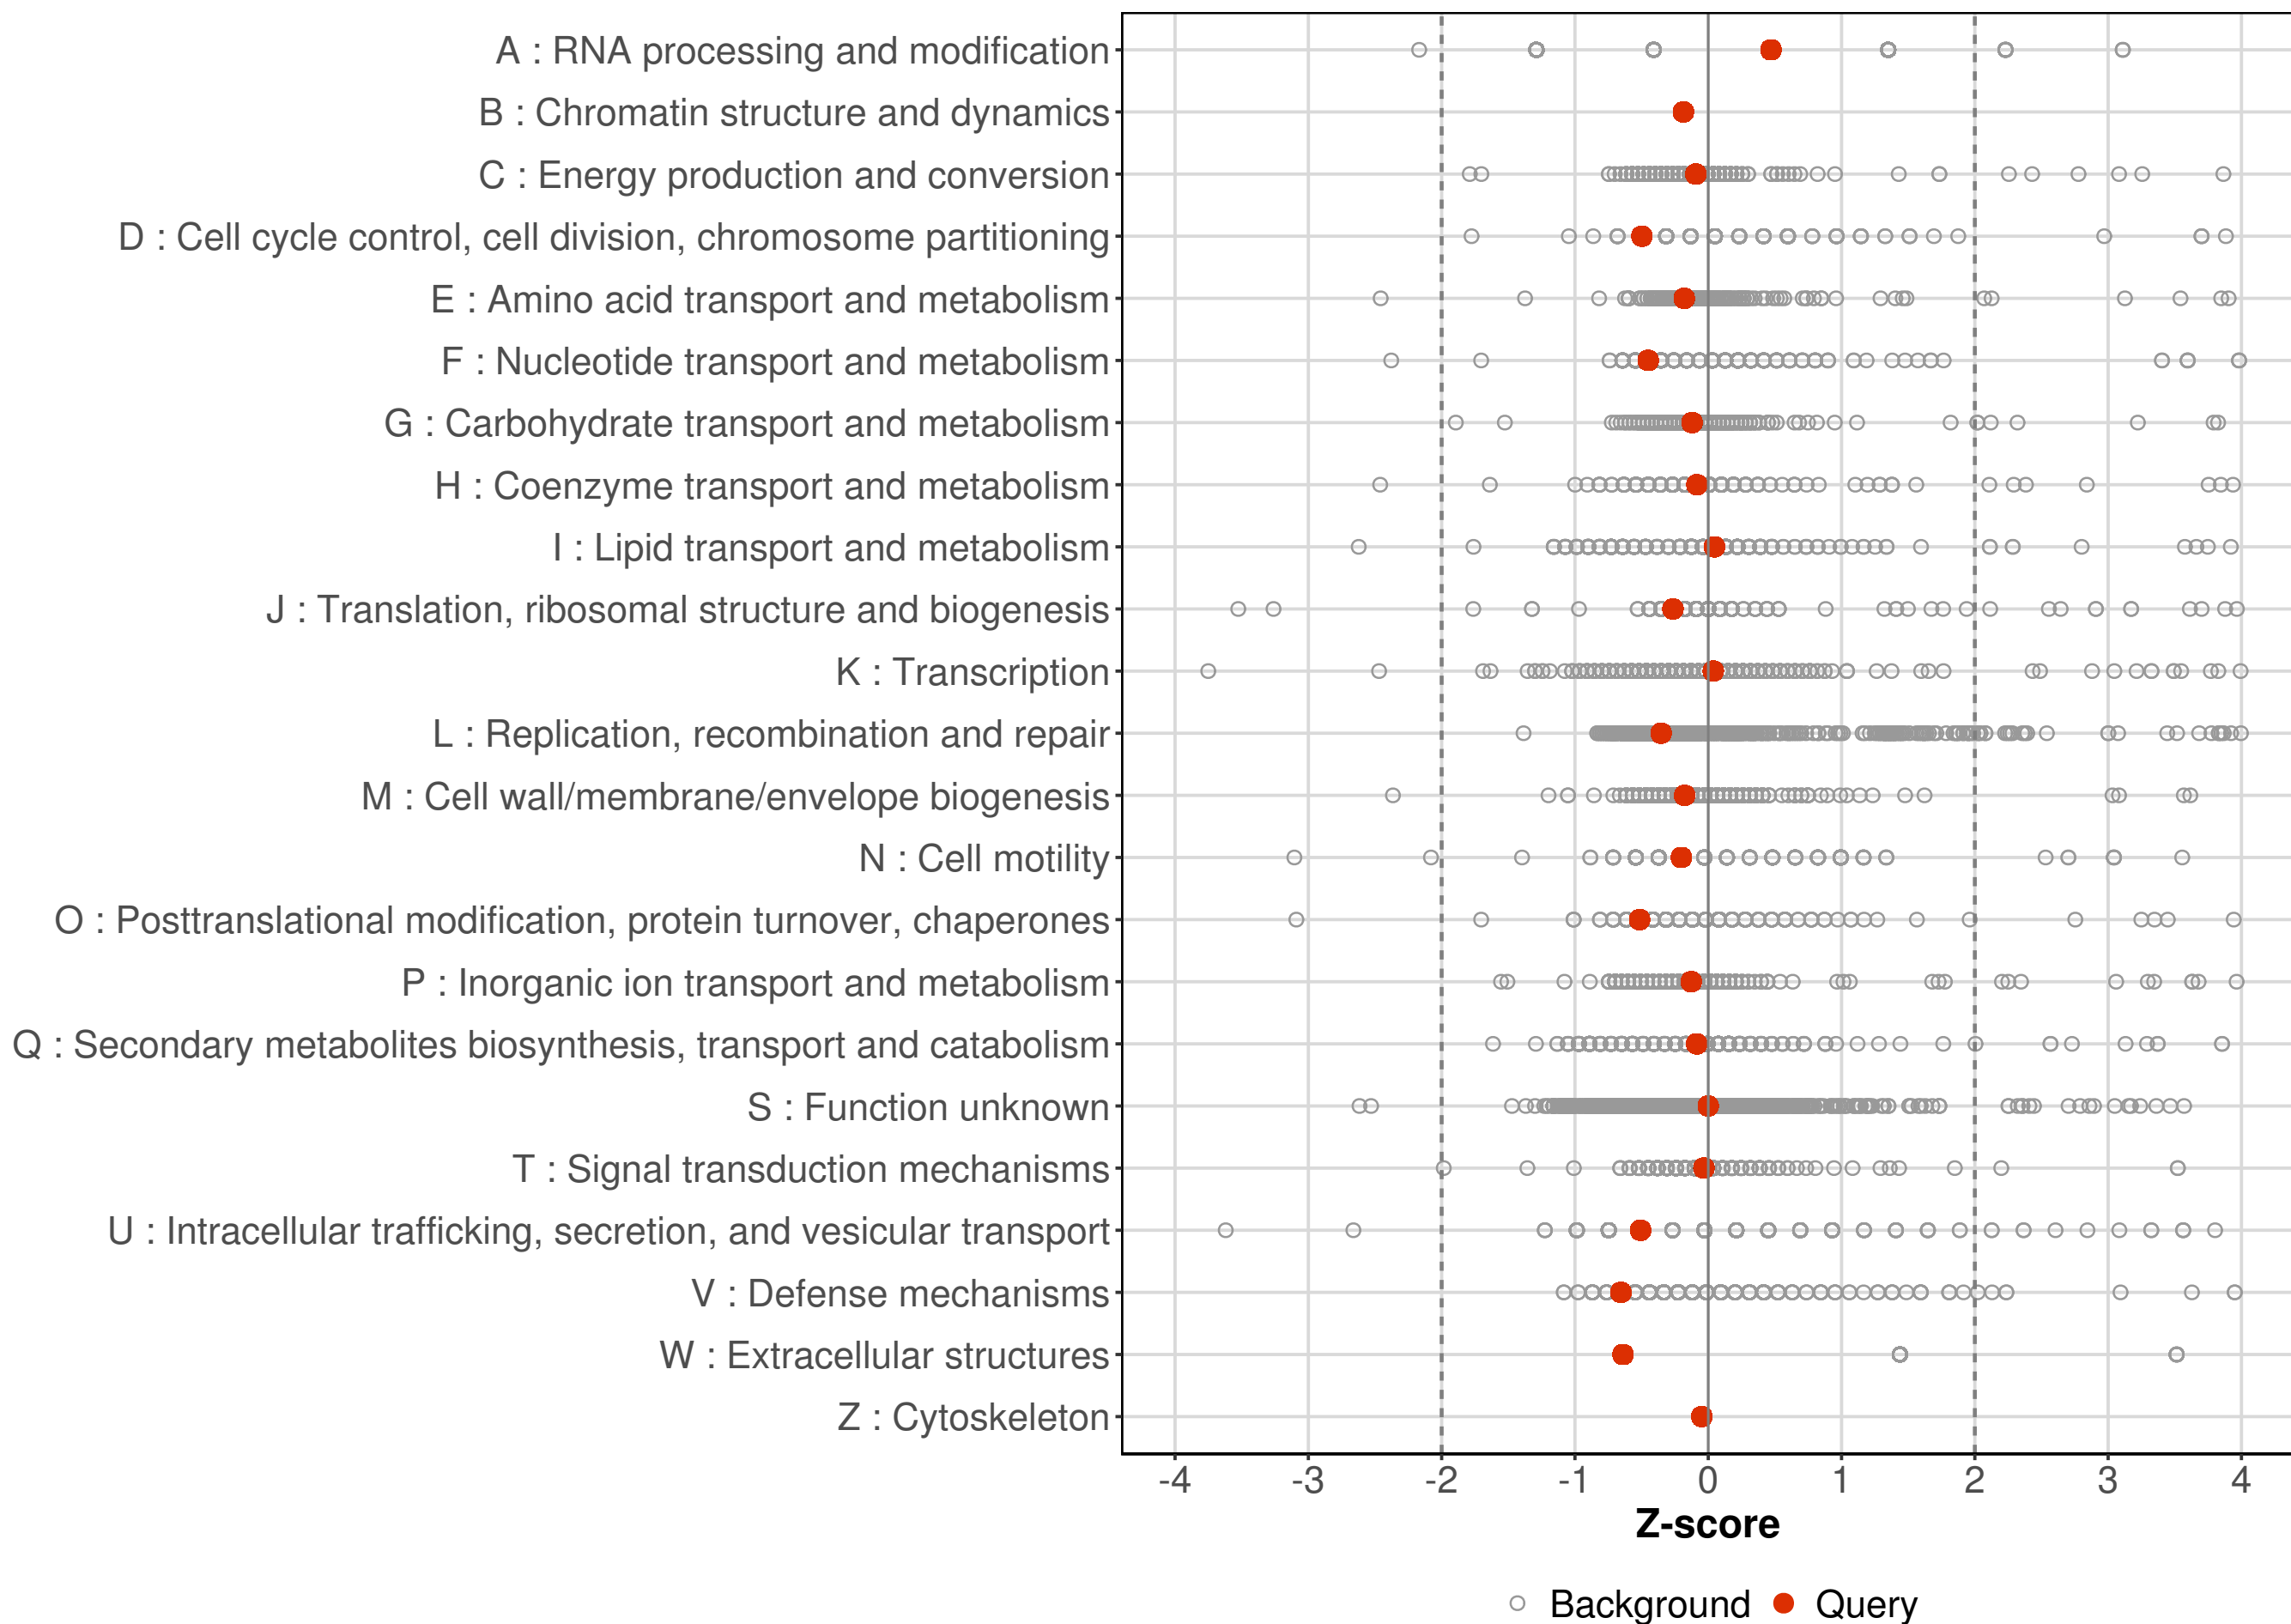 A : RNA processing and modification
B : Chromatin structure and dynamics
C : Energy production and conversion
D : Cell cycle control, cell division, chromosome partitioning
E : Amino acid transport and metabolism
F : Nucleotide transport and metabolism
G : Carbohydrate transport and metabolism
H : Coenzyme transport and metabolism
I : Lipid transport and metabolism
J : Translation, ribosomal structure and biogenesis
K : Transcription
L : Replication, recombination and repair
M : Cell wall/membrane/envelope biogenesis
N : Cell motility
O : Posttranslational modification, protein turnover, chaperones
P : Inorganic ion transport and metabolism
Q : Secondary metabolites biosynthesis, transport and catabolism
S : Function unknown
T : Signal transduction mechanisms
U : Intracellular trafficking, secretion, and vesicular transport
V : Defense mechanisms
W : Extracellular structures
Z : Cytoskeleton
-4 -3 -2 -1 0 1 2 3 4
Z-score
Background Query